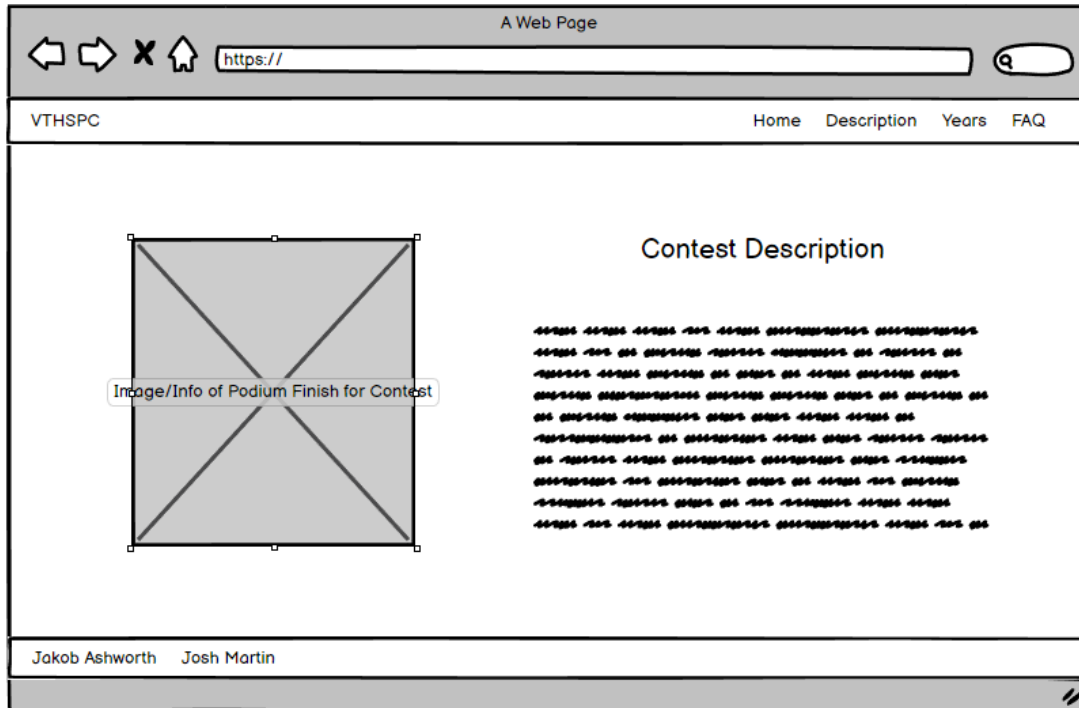 A Web Page
https://
VTHSPC Home Description Years FAQ
Contest Description
Image/Info of Podium Finish for Contest
Jakob Ashworth Josh Martin